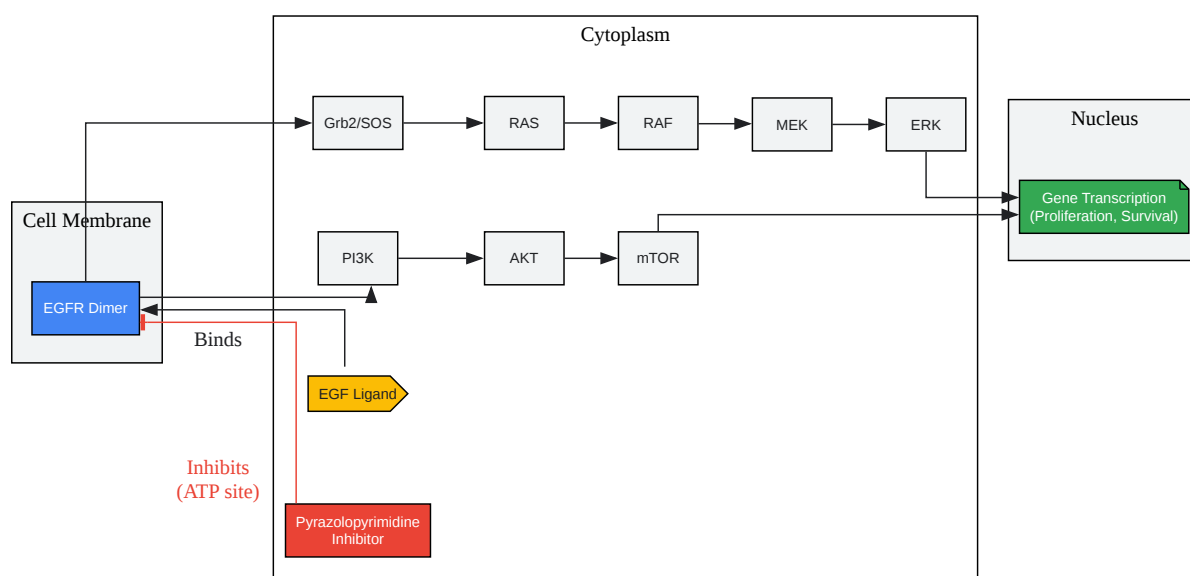 Cytoplasm
Grb2/SOS
RAS
RAF
MEK
ERK
Nucleus
Gene Transcription
(Proliferation, Survival)
Cell Membrane
EGFR Dimer
PI3K
AKT
mTOR
Binds
EGF Ligand
Inhibits
(ATP site)
Pyrazolopyrimidine
Inhibitor